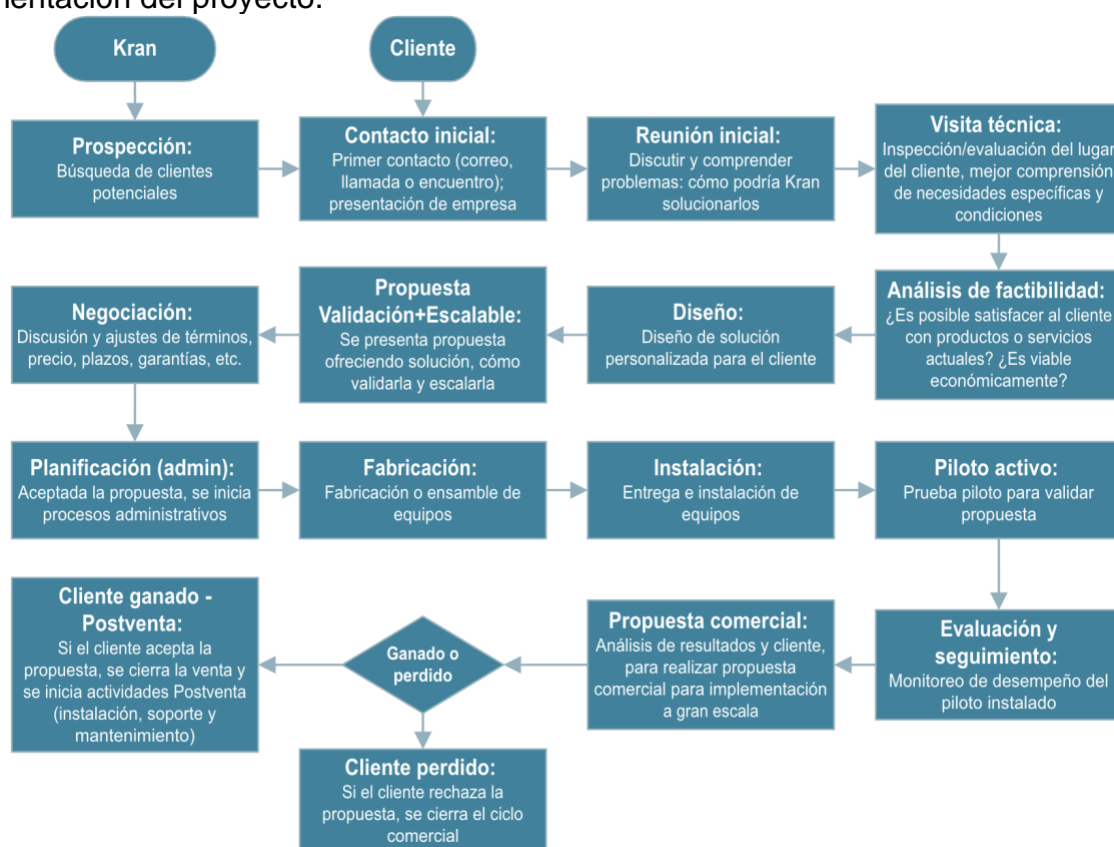 nentación del proyecto.
Kran
Cliente
Prospección:
Búsqueda de clientes
potenciales
Contacto inicial:
Primer contacto (correo,
llamada o encuentro);
presentación de empresa
Reunión inicial:
Discutir y comprender
problemas: cómo podría Kran
solucionarlos
Visita técnica:
Inspección/evaluación del lugar
del cliente, mejor comprensión
de necesidades específicas y
condiciones
Negociación:
Discusión y ajustes de términos,
precio, plazos, garantías, etc.
Propuesta
Validación+Escalable:
Se presenta propuesta
ofreciendo solución, cómo
validarla y escalarla
Diseño:
Diseño de solución
personalizada para el cliente
Análisis de factibilidad:
¿Es posible satisfacer al cliente
con productos o servicios
actuales? ¿Es viable
económicamente?
Planificación (admin):
Aceptada la propuesta, se inicia
procesos administrativos
Fabricación:
Fabricación o ensamble de
equipos
Instalación:
Entrega e instalación de
equipos
Piloto activo:
Prueba piloto para validar
propuesta
Cliente ganado -
Postventa:
Si el cliente acepta la
propuesta, se cierra la venta y
se inicia actividades Postventa
(instalación, soporte y
mantenimiento)
Ganado o
perdido
Propuesta comercial:
Análisis de resultados y cliente,
para realizar propuesta
comercial para implementación
a gran escala
Evaluación y
seguimiento:
Monitoreo de desempeño del
piloto instalado
Cliente perdido:
Si el cliente rechaza la
propuesta, se cierra el ciclo
comercial